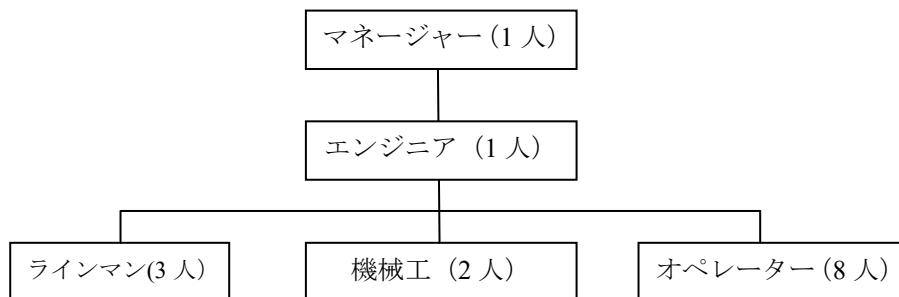 マネージャー（1 人）
エンジニア（1 人）
ラインマン(3 人）
機械工（2 人）
オペレーター（8 人）